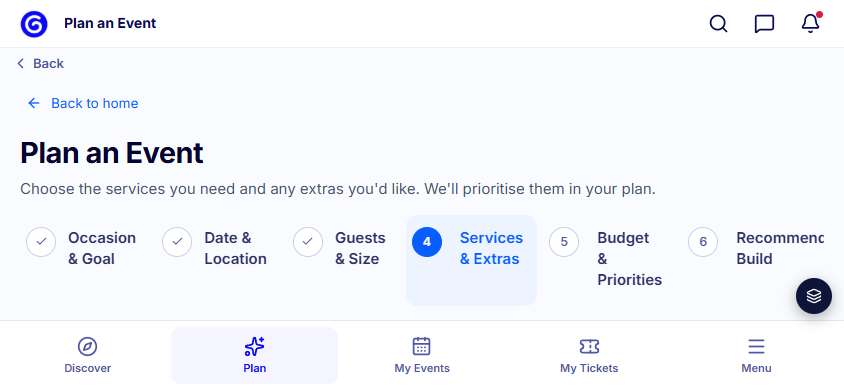 Plan an Event
Back
Back to home
Plan an Event
Choose the services you need and any extras you'd like. We'll prioritise them in your plan.
Occasion
& Goal
Date &
Location
Guests
& Size
4
Services
& Extras
5
Budget
&
Priorities
6
Recommend
Build
Discover
Plan
My Events
My Tickets
Menu